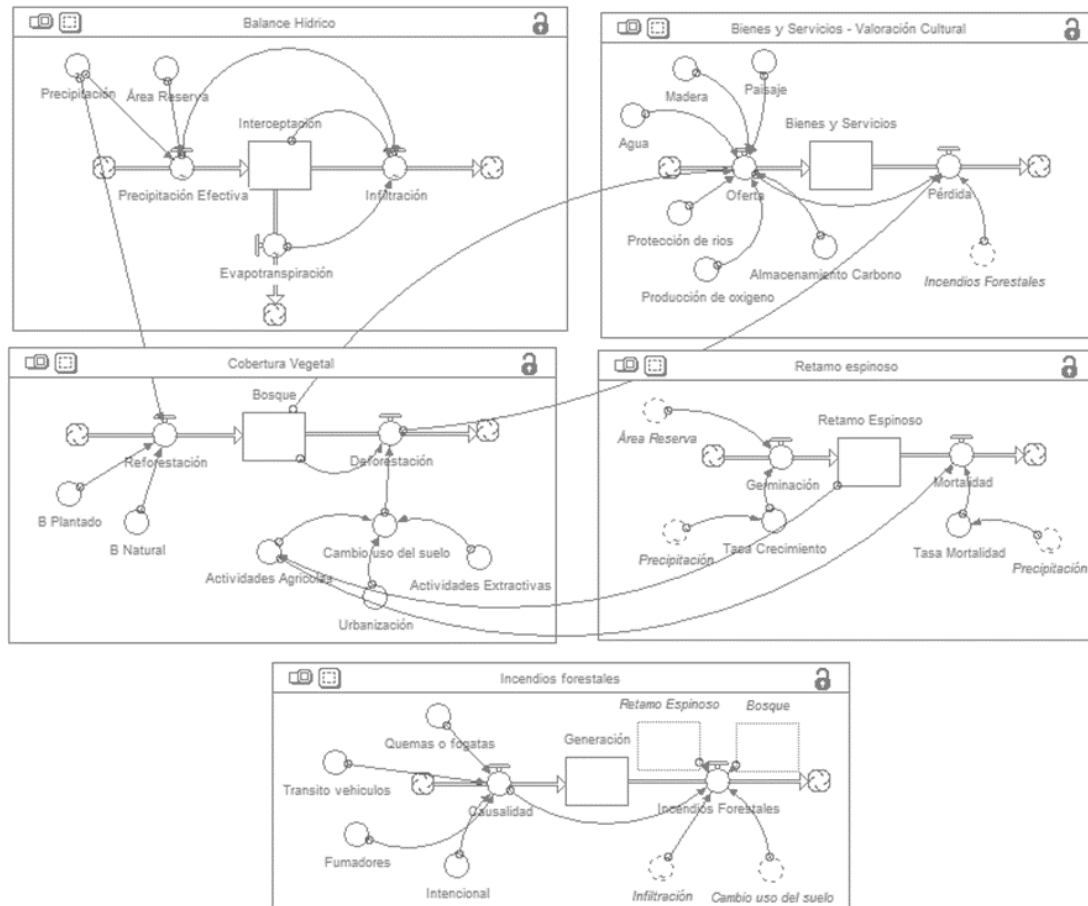 Balance Hidrico
Precipitación
Área Reserva
Interceptación
Precipitación Efectiva
Infiltración
Evapotranspiración
Bienes y Servicios - Valoración Cultural
Madera
Paisaje
Agua
Bienes y Servicios
Oferta
Pérdida
Protección de rios
Almacenamiento Carbono
Incendios Forestales
Producción de oxigeno
Cobertura Vegetal
Bosque
Reforestación
Deforestación
B Plantado
B Natural
Cambio uso del suelo
Actividades Agricolas
Actividades Extractivas
Urbanización
Retamo espinoso
Área Reserva
Retamo Espinoso
Germinación
Mortalidad
Precipitación
Tasa Crecimiento
Tasa Mortalidad
Precipitación
Incendios forestales
Retamo Espinoso
Bosque
Quemas o fogatas
Generación
Transito vehiculos
Causalidad
Incendios Forestales
Fumadores
Intencional
Infiltración
Cambio uso del suelo